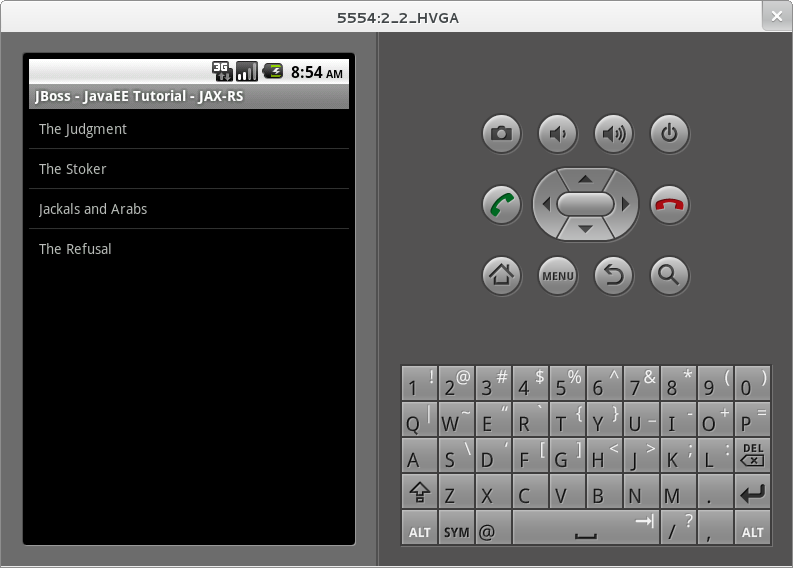 5554:2_2_HVGA
3G 8:54 AM
JBoss - JavaEE Tutorial - JAX-RS
The Judgment
The Stoker
Jackals and Arabs
The Refusal
MENU
1 ! 2 @ 3 # 4 $ 5 % 6 ^ 7 & 8 * 9 ( 0 )
Q | W ~ E “ R ` T { Y } U _ I - O + P =
A S \ D ‘ F [ G ] H < J > K ; L : DEL
Z X C V B N M .
ALT SYM @ / ? , ALT